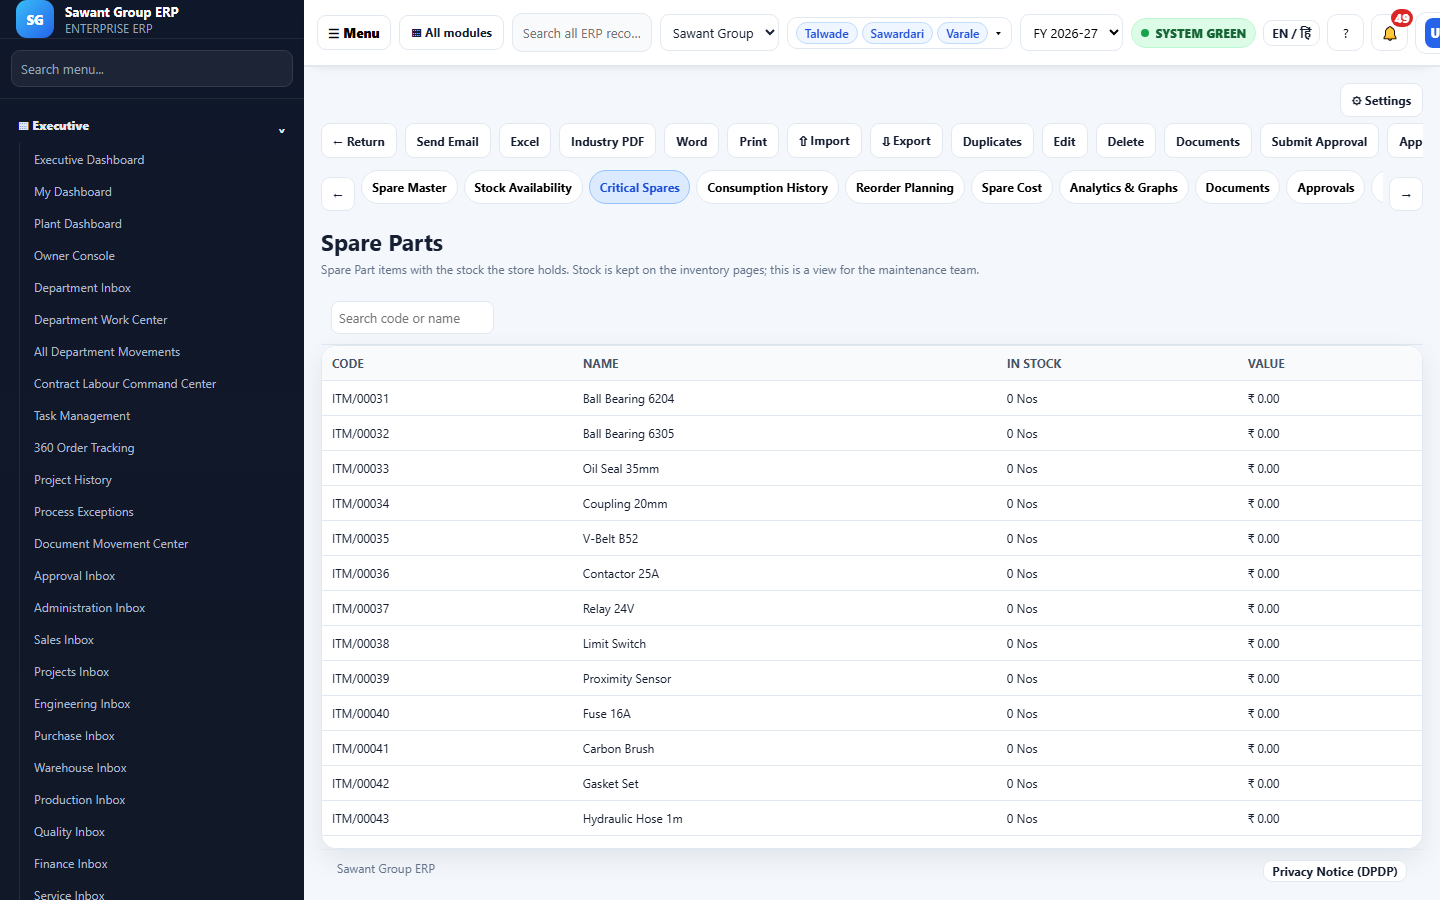 SG
Sawant Group ERP
ENTERPRISE ERP
Search menu...
Executive
Executive Dashboard
My Dashboard
Plant Dashboard
Owner Console
Department Inbox
Department Work Center
All Department Movements
Contract Labour Command Center
Task Management
360 Order Tracking
Project History
Process Exceptions
Document Movement Center
Approval Inbox
Administration Inbox
Sales Inbox
Projects Inbox
Engineering Inbox
Purchase Inbox
Warehouse Inbox
Production Inbox
Quality Inbox
Finance Inbox
Service Inbox
☰ Menu
All modules
Search all ERP reco...
Sawant Group
Talwade Sawardari Varale
FY 2026-27
SYSTEM GREEN
EN / हिं
?
49
U
⚙ Settings
← Return
Send Email
Excel
Industry PDF
Word
Print
⇧ Import
⇩ Export
Duplicates
Edit
Delete
Documents
Submit Approval
App
←
Spare Master
Stock Availability
Critical Spares
Consumption History
Reorder Planning
Spare Cost
Analytics & Graphs
Documents
Approvals
→
Spare Parts
Spare Part items with the stock the store holds. Stock is kept on the inventory pages; this is a view for the maintenance team.
Search code or name
CODE NAME IN STOCK VALUE
ITM/00031 Ball Bearing 6204 0 Nos ₹ 0.00
ITM/00032 Ball Bearing 6305 0 Nos ₹ 0.00
ITM/00033 Oil Seal 35mm 0 Nos ₹ 0.00
ITM/00034 Coupling 20mm 0 Nos ₹ 0.00
ITM/00035 V-Belt B52 0 Nos ₹ 0.00
ITM/00036 Contactor 25A 0 Nos ₹ 0.00
ITM/00037 Relay 24V 0 Nos ₹ 0.00
ITM/00038 Limit Switch 0 Nos ₹ 0.00
ITM/00039 Proximity Sensor 0 Nos ₹ 0.00
ITM/00040 Fuse 16A 0 Nos ₹ 0.00
ITM/00041 Carbon Brush 0 Nos ₹ 0.00
ITM/00042 Gasket Set 0 Nos ₹ 0.00
ITM/00043 Hydraulic Hose 1m 0 Nos ₹ 0.00
Sawant Group ERP
Privacy Notice (DPDP)